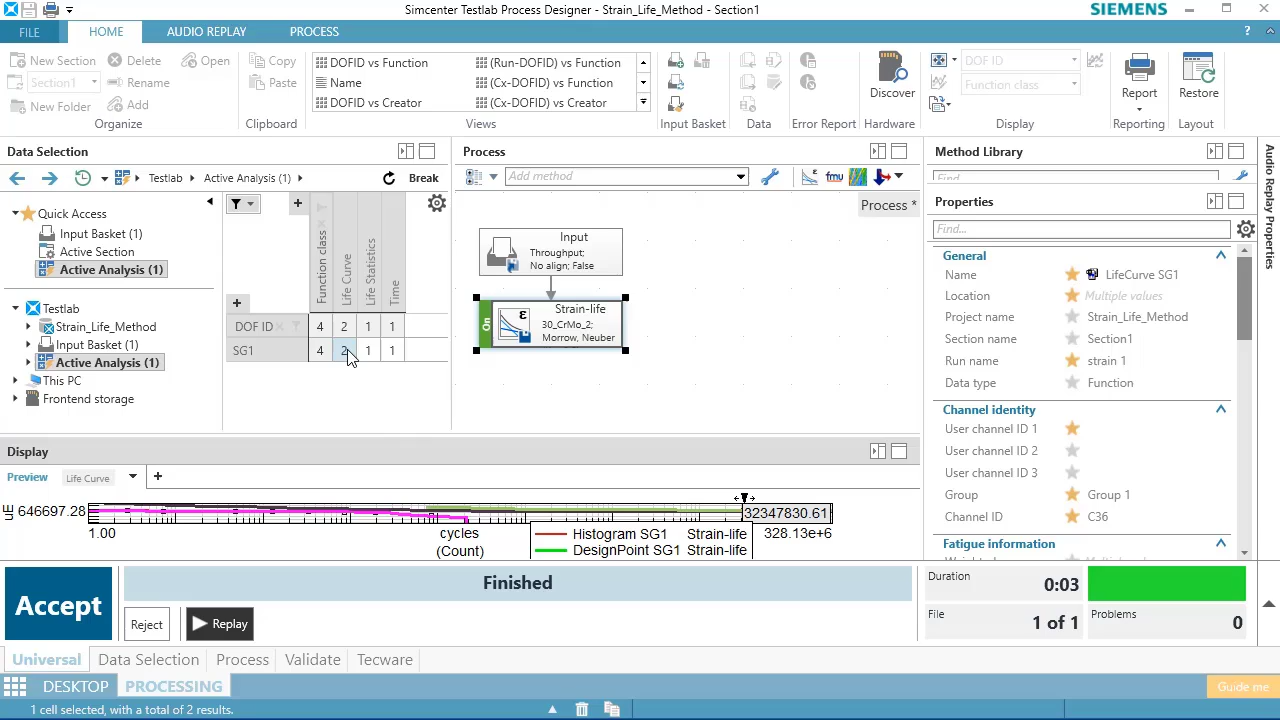 Simcenter Testlab Process Designer - Strain_Life_Method - Section1
SIEMENS
FILE HOME AUDIO REPLAY PROCESS ?
New Section Delete Open Copy DOFID vs Function (Run-DOFID) vs Function DOF ID
Section1 Rename Paste Name (Cx-DOFID) vs Function Discover Function class Report Restore
New Folder Add DOFID vs Creator (Cx-DOFID) vs Creator
Organize Clipboard Views Input Basket Data Error Report Hardware Display Reporting Layout
Data Selection
Testlab Active Analysis (1) Break
Quick Access
Input Basket (1)
Active Section
Active Analysis (1)
Testlab
Strain_Life_Method
Input Basket (1)
Active Analysis (1)
This PC
Frontend storage
Function class Life Curve Life Statistics Time
DOF ID 4 2 1 1
SG1 4 2 1 1
Process
Add method fmu
Process *
Input
Throughput;
No align; False
On
Strain-life
ε
30_CrMo_2;
Morrow, Neuber
Method Library
Find...
Properties
Find...
General
Name LifeCurve SG1
Location Multiple values
Project name Strain_Life_Method
Section name Section1
Run name strain 1
Data type Function
Channel identity
User channel ID 1
User channel ID 2
User channel ID 3
Group Group 1
Channel ID C36
Fatigue information
Audio Replay Properties
Display
Preview Life Curve +
uE 646697.28 32347830.61
1.00 cycles 328.13e+6
(Count)
Histogram SG1 Strain-life
DesignPoint SG1 Strain-life
Accept
Finished
Reject Replay
Duration 0:03
File 1 of 1 Problems 0
Universal Data Selection Process Validate Tecware
DESKTOP PROCESSING Guide me
1 cell selected, with a total of 2 results.